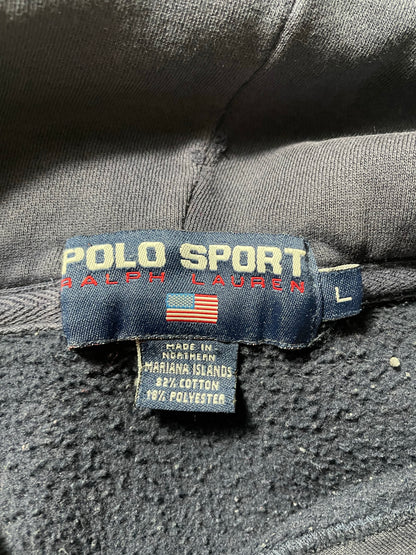 POLO SPORT
RALPH LAUREN
L
MADE IN
NORTHERN
MARIANA ISLANDS
82% COTTON
18% POLYESTER